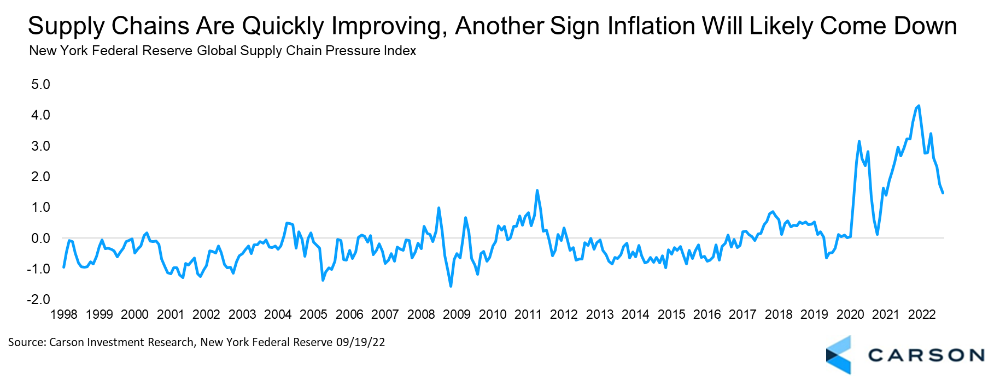 Supply Chains Are Quickly Improving, Another Sign Inflation Will Likely Come Down
New York Federal Reserve Global Supply Chain Pressure Index
5.0
4.0
3.0
2.0
1.0
0.0
-1.0
-2.0
1998 1999 2000 2001 2002 2003 2004 2005 2006 2007 2008 2009 2010 2011 2012 2013 2014 2015 2016 2017 2018 2019 2020 2021 2022
Source: Carson Investment Research, New York Federal Reserve 09/19/22
CARSON